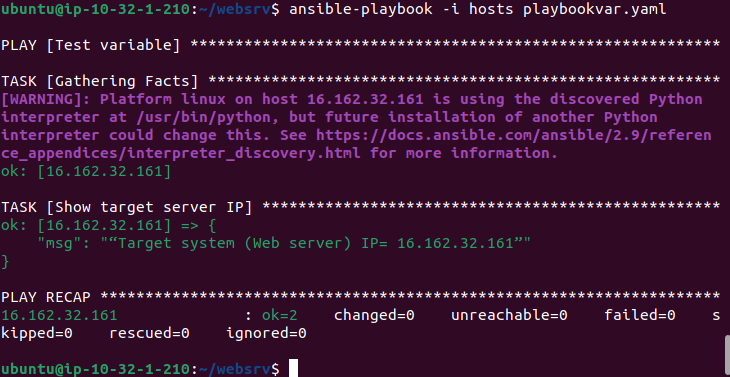 ubuntu@ip-10-32-1-210:~/websrv$ ansible-playbook -i hosts playbookvar.yaml
PLAY [Test variable] *****************************************************
TASK [Gathering Facts] ***************************************************
[WARNING]: Platform linux on host 16.162.32.161 is using the discovered Python
interpreter at /usr/bin/python, but future installation of another Python
interpreter could change this. See https://docs.ansible.com/ansible/2.9/referen
ce_appendices/interpreter_discovery.html for more information.
ok: [16.162.32.161]
TASK [Show target server IP] *********************************************
ok: [16.162.32.161] => {
    "msg": "“Target system (Web server) IP= 16.162.32.161”"
}
PLAY RECAP ***************************************************************
16.162.32.161              : ok=2    changed=0    unreachable=0    failed=0    s
kipped=0    rescued=0    ignored=0
ubuntu@ip-10-32-1-210:~/websrv$